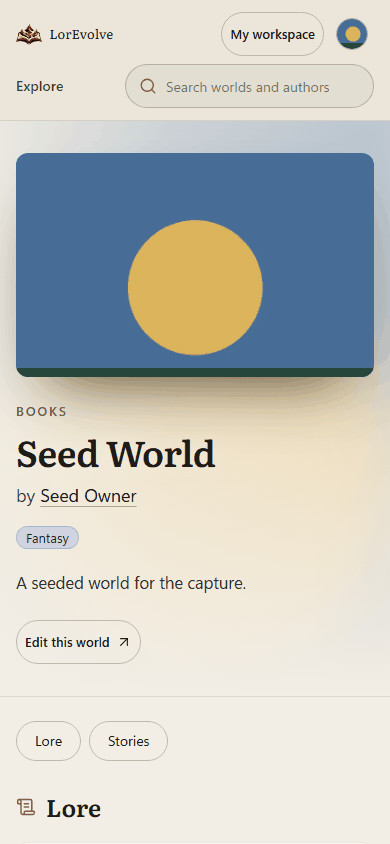 LorEvolve
My workspace
Explore
Search worlds and authors
BOOKS
Seed World
by Seed Owner
Fantasy
A seeded world for the capture.
Edit this world
Lore
Stories
Lore